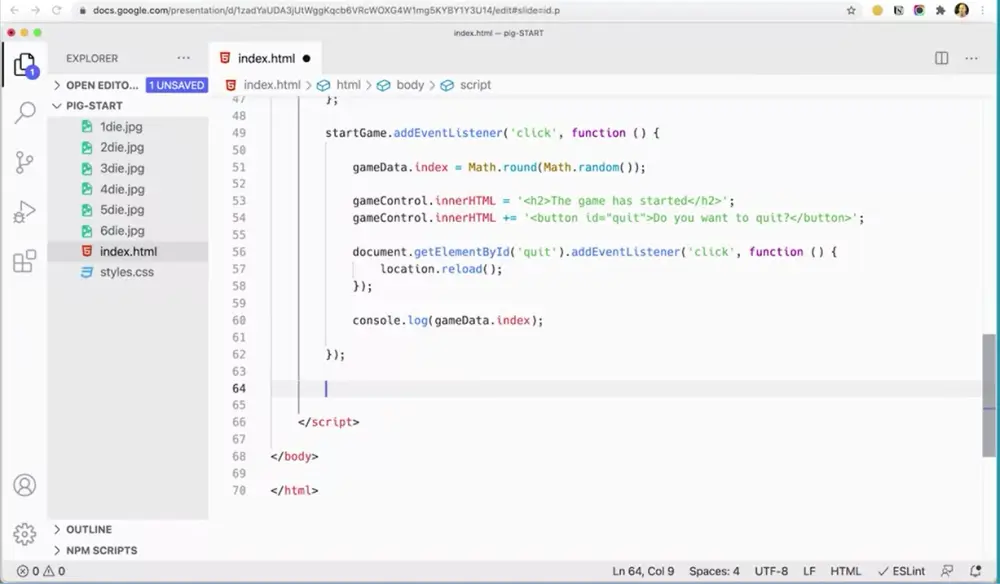 docs.google.com/presentation/d/1zadYaUDA3jUtWggKqcb6VRcWOXG4W1mg5KYBY1Y3U14/edit#slide=id.p
index.html — pig-START
EXPLORER
OPEN EDITO... 1 UNSAVED
PIG-START
1die.jpg
2die.jpg
3die.jpg
4die.jpg
5die.jpg
6die.jpg
index.html
styles.css
OUTLINE
NPM SCRIPTS
index.html
index.html > html > body > script
47 };
48
49 startGame.addEventListener('click', function () {
50
51 gameData.index = Math.round(Math.random());
52
53 gameControl.innerHTML = '<h2>The game has started</h2>';
54 gameControl.innerHTML += '<button id="quit">Do you want to quit?</button>';
55
56 document.getElementById('quit').addEventListener('click', function () {
57 location.reload();
58 });
59
60 console.log(gameData.index);
61
62 });
63
64
65
66 </script>
67
68 </body>
69
70 </html>
1
0 0
Ln 64, Col 9 Spaces: 4 UTF-8 LF HTML ESLint